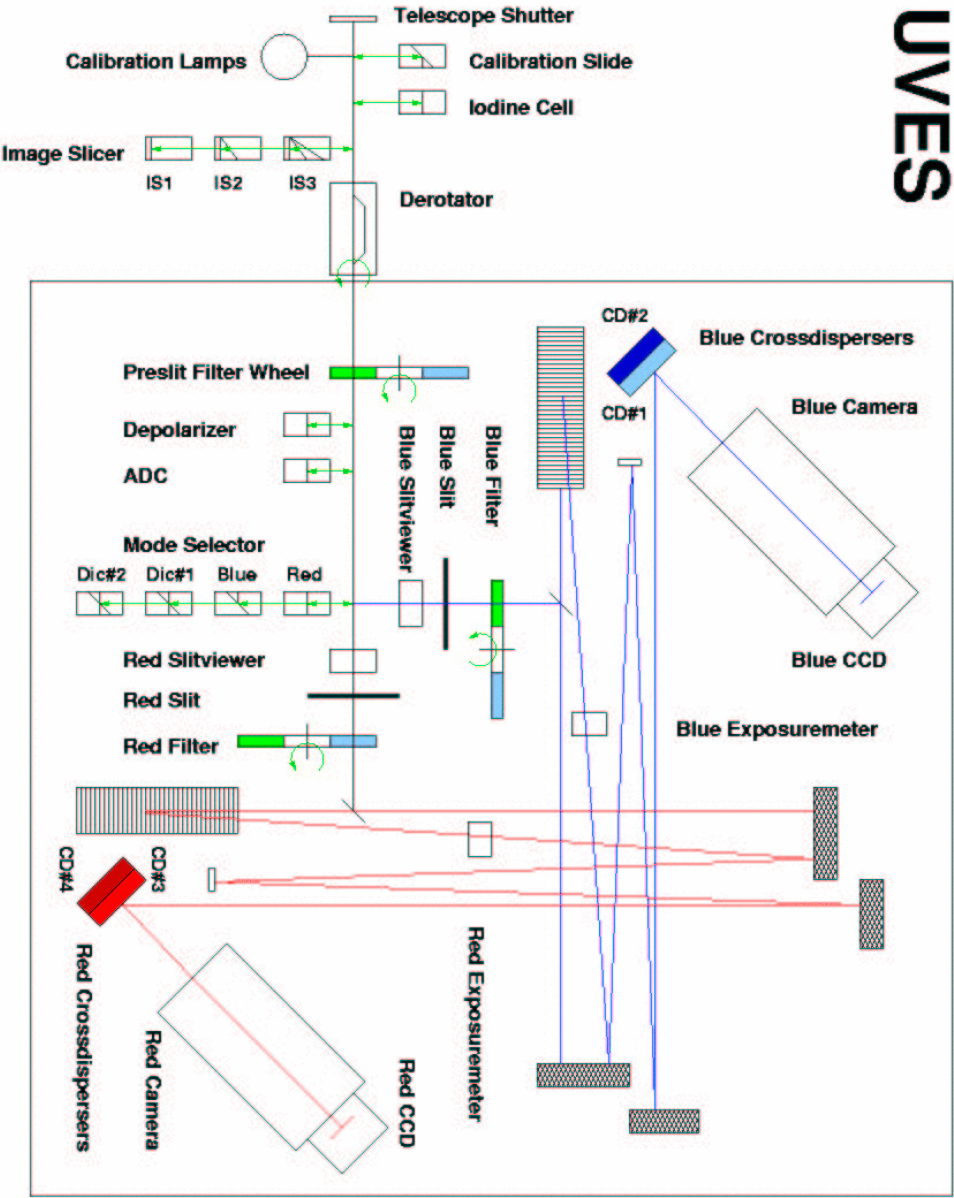 UVES
Telescope Shutter
Calibration Lamps
Calibration Slide
Iodine Cell
Image Slicer
IS1
IS2
IS3
Derotator
Preslit Filter Wheel
Depolarizer
ADC
Blue Slitviewer
Blue Slit
Blue Filter
CD#2
CD#1
Blue Crossdispersers
Blue Camera
Mode Selector
Dic#2
Dic#1
Blue
Red
Blue CCD
Red Slitviewer
Red Slit
Red Filter
Blue Exposuremeter
CD#4
CD#3
Red Crossdispersers
Red Camera
Red CCD
Red Exposuremeter